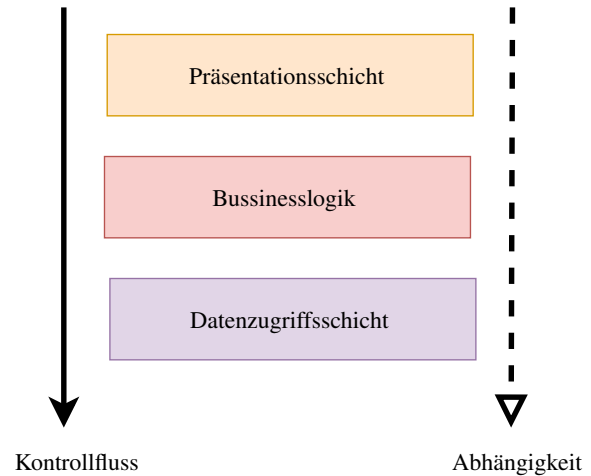 Präsentationsschicht
Bussinesslogik
Datenzugriffsschicht
Kontrollfluss
Abhängigkeit